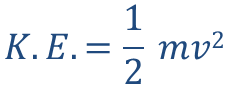 K.E. = 1/2 mv²